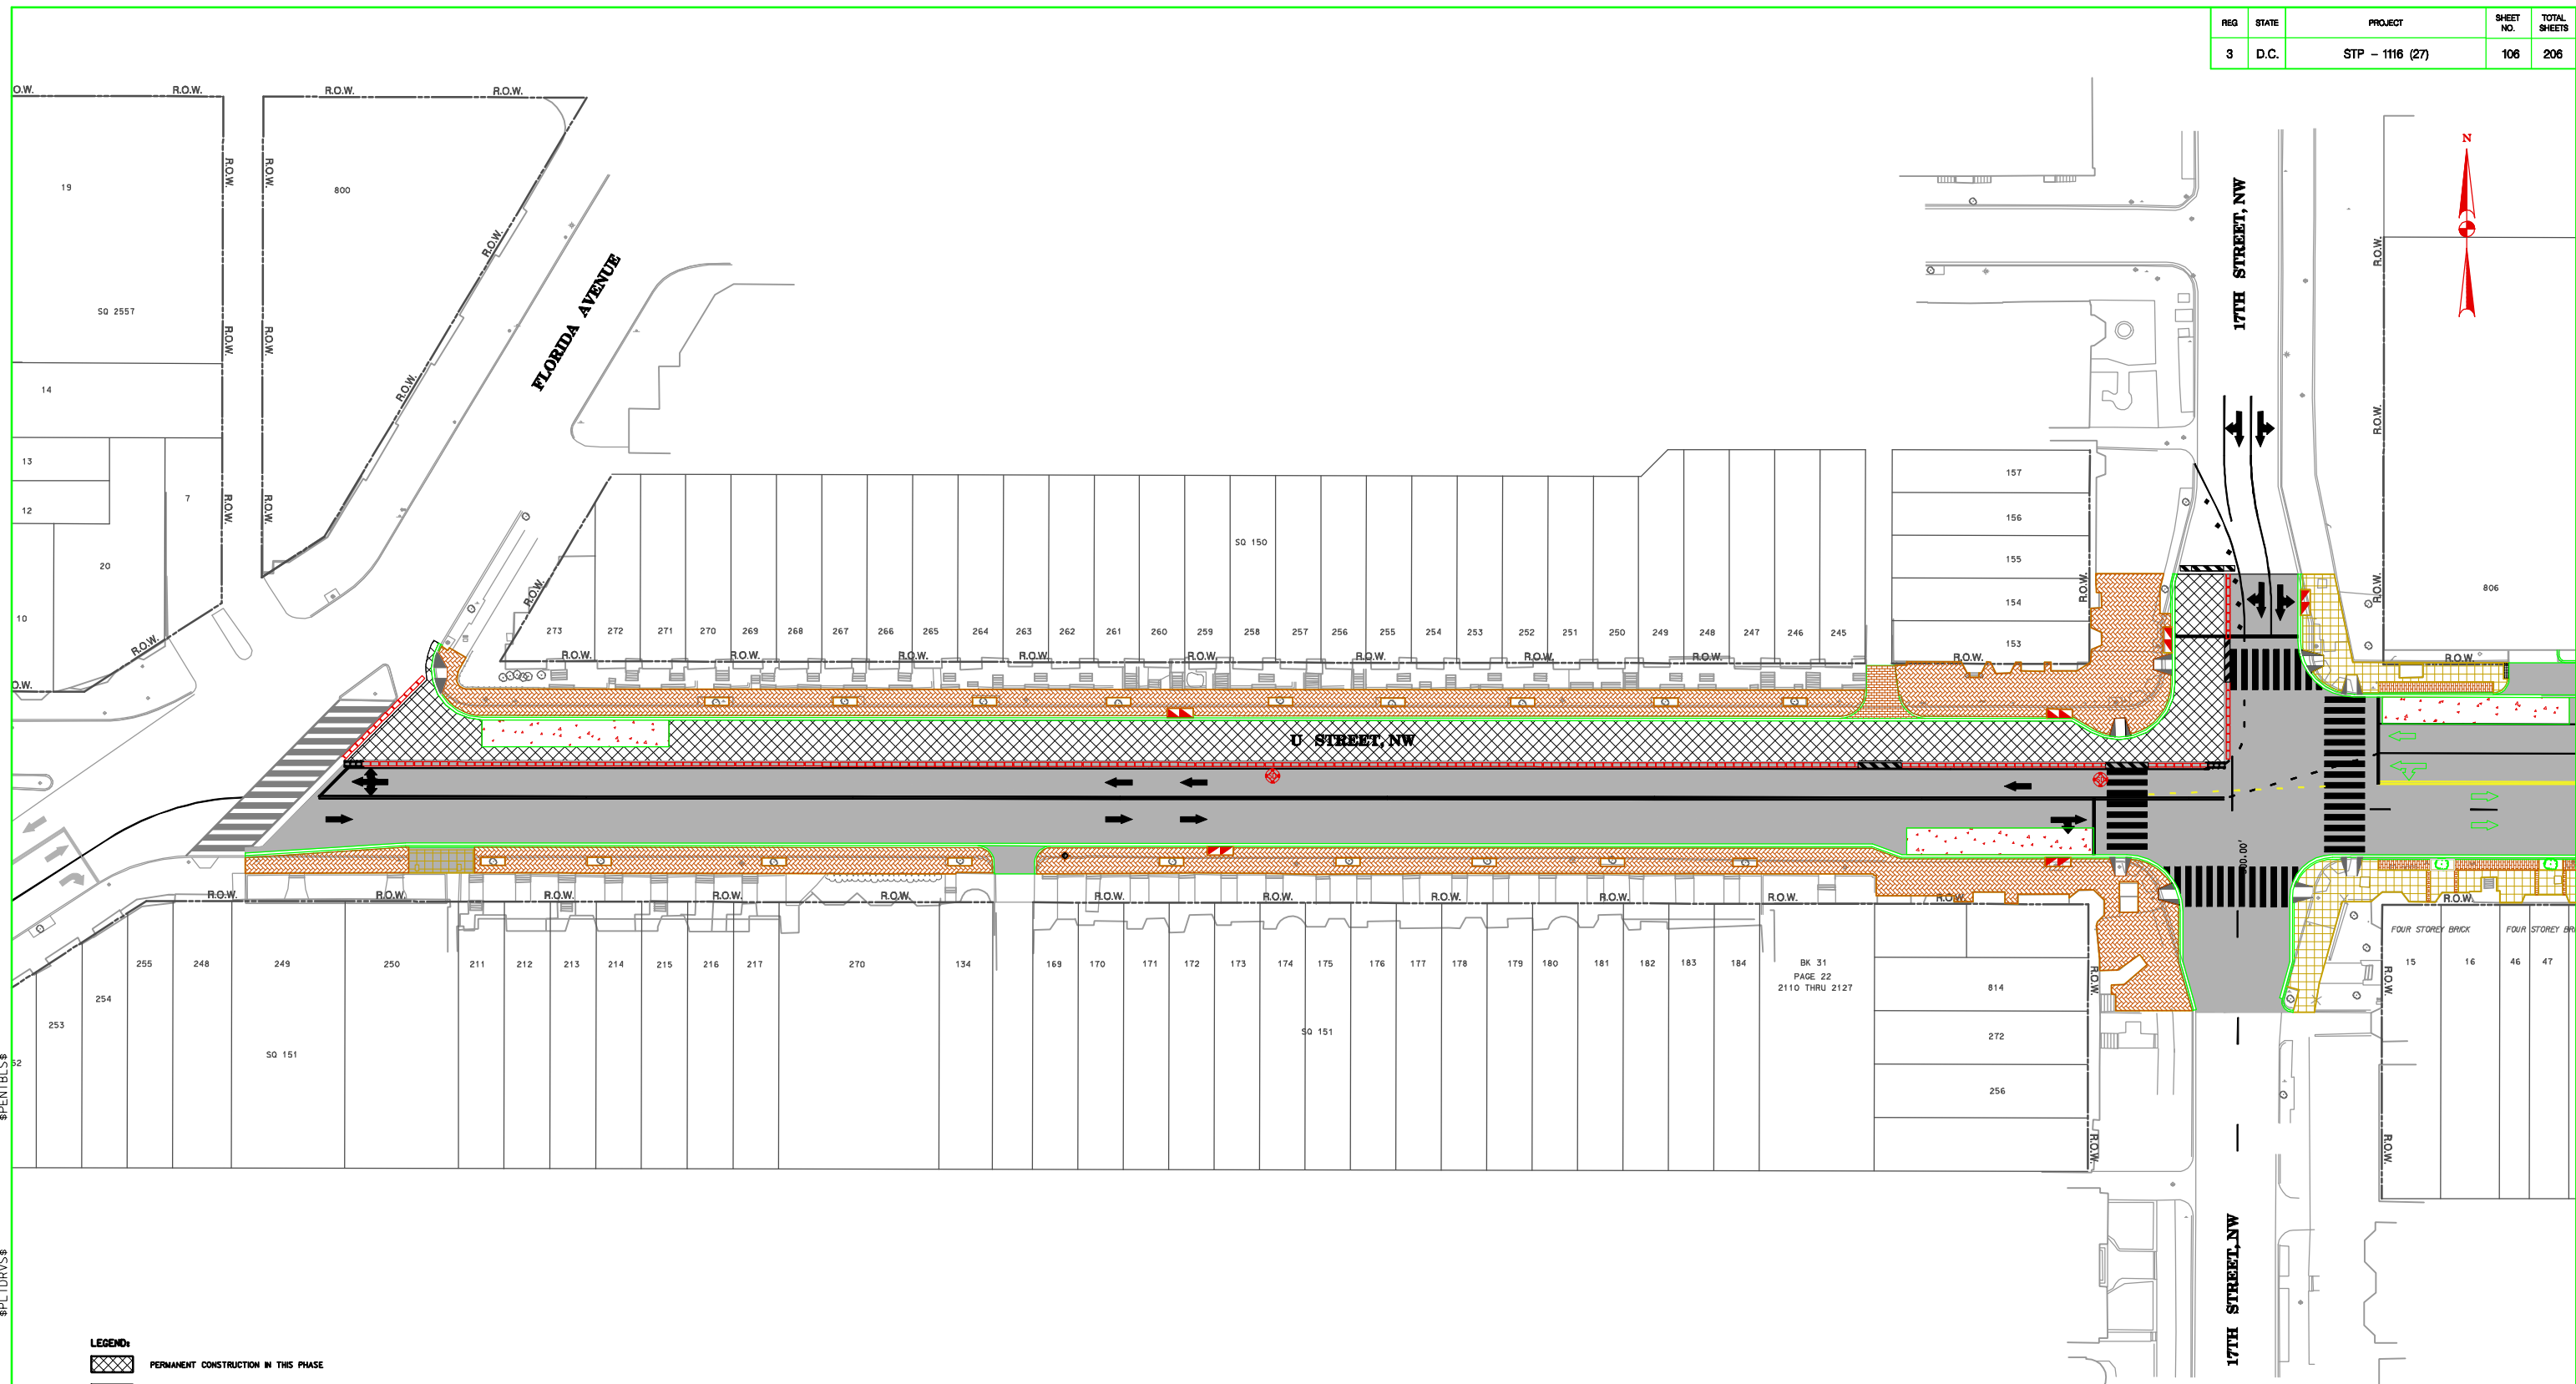 REG STATE PROJECT SHEET NO. TOTAL SHEETS
3 D.C. STP - 1116 (27) 106 206
O.W. R.O.W. R.O.W. R.O.W.
R.O.W. R.O.W.
19
800
N
17TH STREET, NW
R.O.W.
R.O.W.
FLORIDA AVENUE
SQ 2557
R.O.W. R.O.W.
14
R.O.W.
R.O.W.
13
12
7
R.O.W. R.O.W.
157
156
SQ 150
155
20
154
R.O.W.
R.O.W.
R.O.W.
R.O.W.
806
10
273 272 271 270 269 268 267 266 265 264 263 262 261 260 259 258 257 256 255 254 253 252 251 250 249 248 247 246 245
153
R.O.W.
R.O.W. R.O.W. R.O.W. R.O.W. R.O.W. R.O.W. R.O.W. R.O.W. R.O.W. R.O.W.
O.W.
U STREET, NW
R.O.W. R.O.W. R.O.W. R.O.W. R.O.W. R.O.W. R.O.W. R.O.W. R.O.W. R.O.W. R.O.W. R.O.W.
FOUR STOREY BRICK FOUR STOREY BRI
255 248 249 250 211 212 213 214 215 216 217 270 134 169 170 171 172 173 174 175 176 177 178 179 180 181 182 183 184
BK 31
PAGE 22
2110 THRU 2127
15 16 46 47
R.O.W. R.O.W.
814
254
253
SQ 151
SQ 151
272
52
256
R.O.W. R.O.W.
$PENTBLS$
$PLTDRVS$
17TH STREET, NW
LEGEND:
PERMANENT CONSTRUCTION IN THIS PHASE